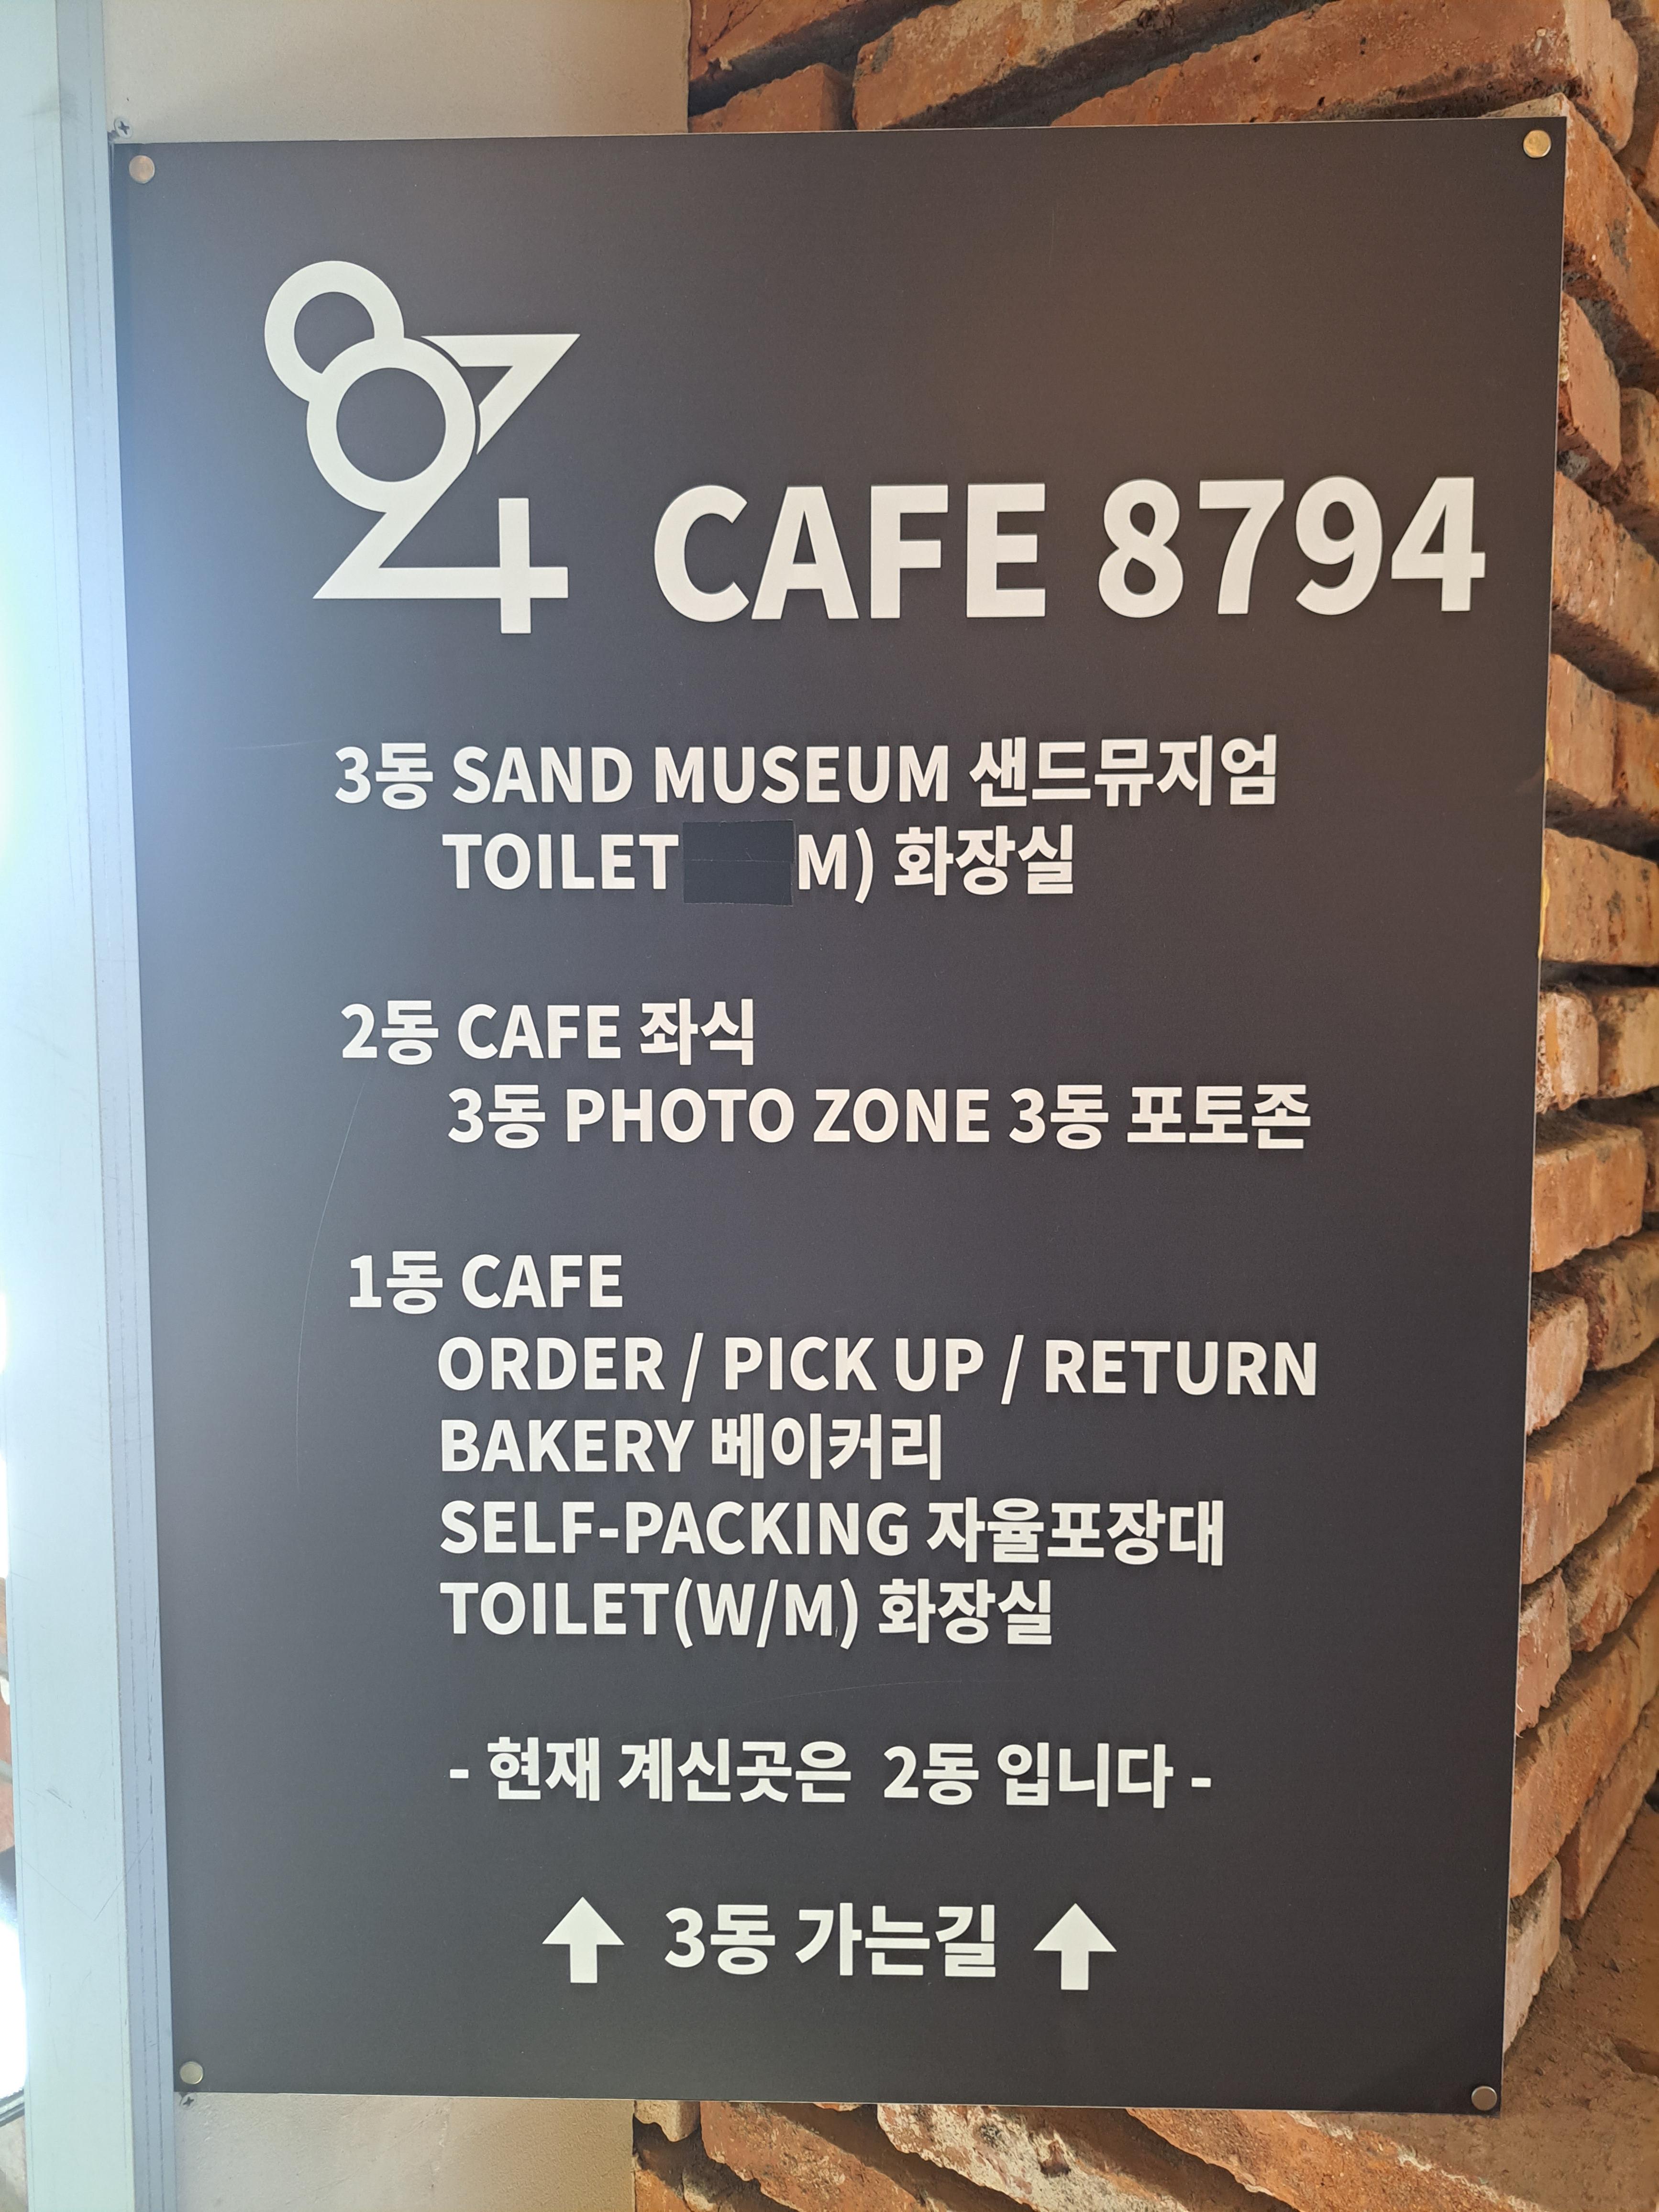 8794
CAFE 8794
3동 SAND MUSEUM 샌드뮤지엄
TOILET M) 화장실
2동 CAFE 좌식
3동 PHOTO ZONE 3동 포토존
1동 CAFE
ORDER / PICK UP / RETURN
BAKERY 베이커리
SELF-PACKING 자율포장대
TOILET(W/M) 화장실
- 현재 계신곳은 2동 입니다 -
3동 가는길